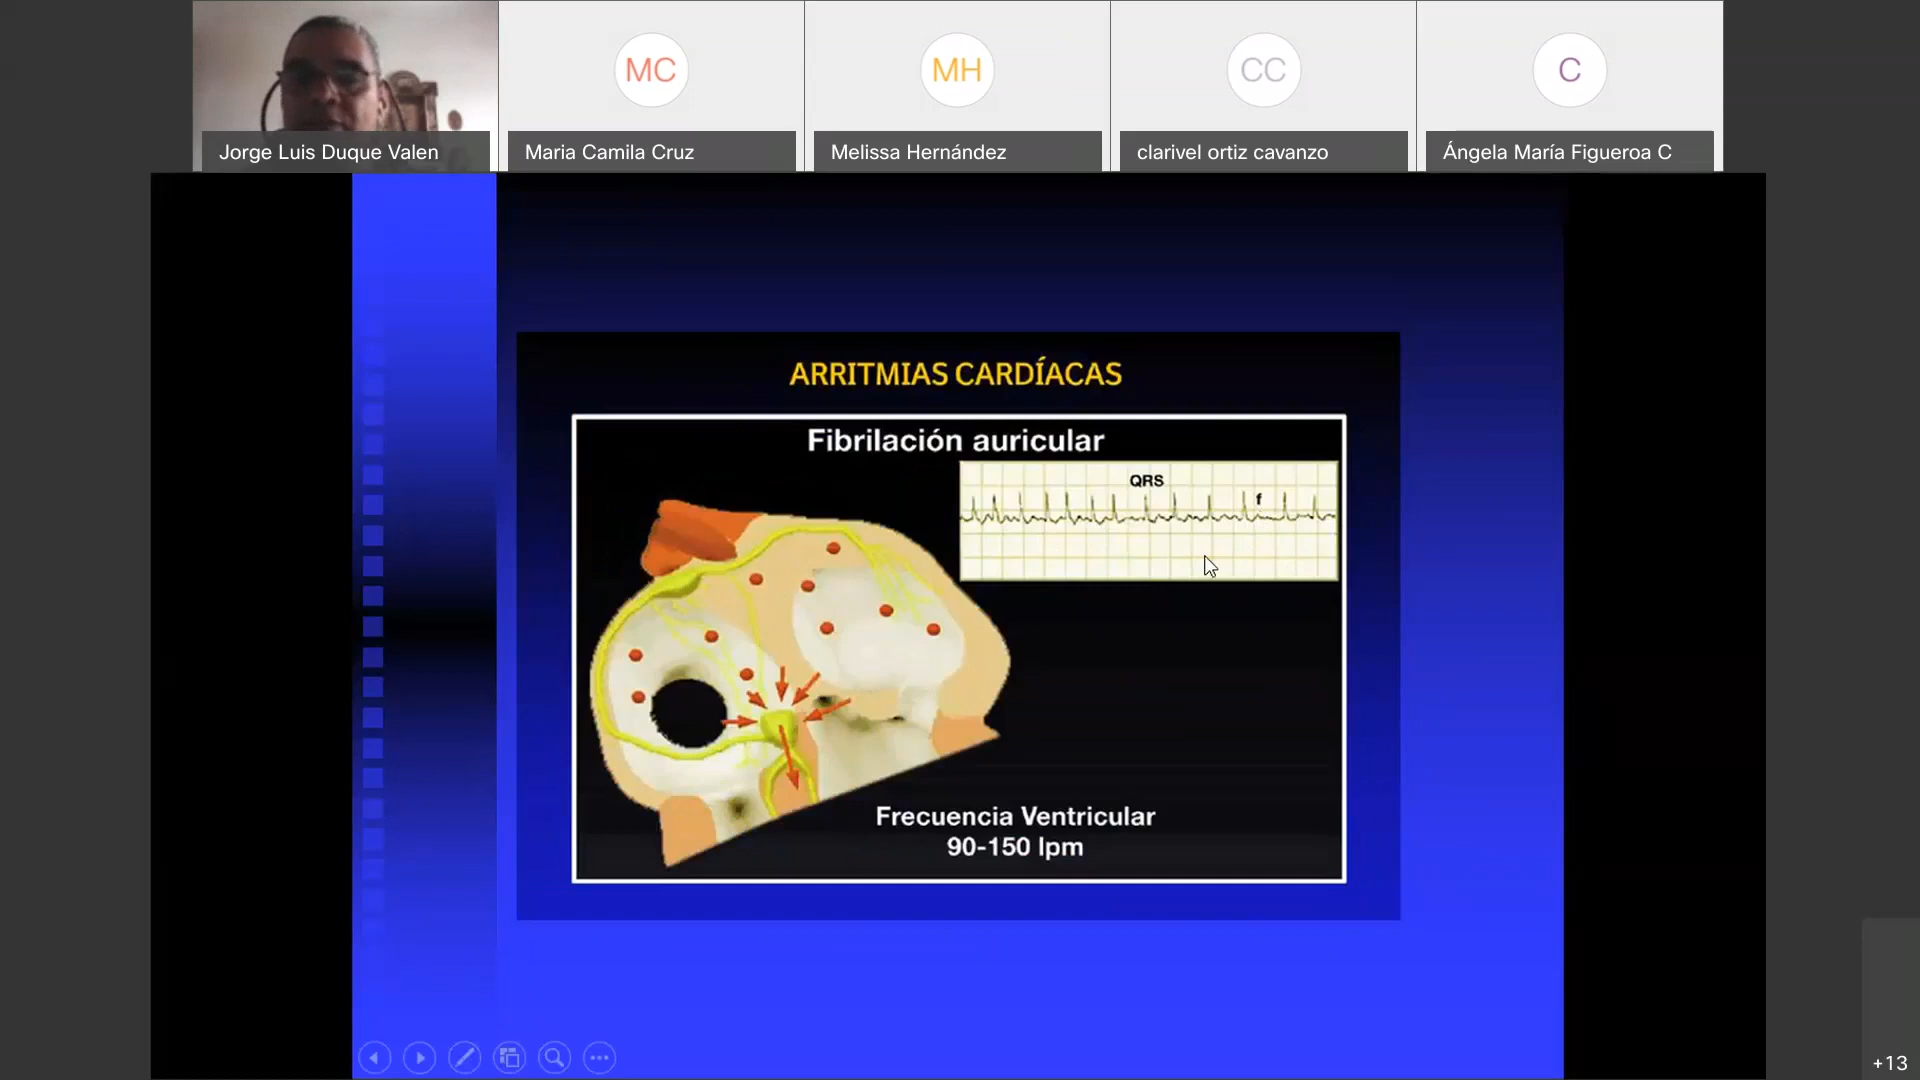 MC
MH
CC
C
Jorge Luis Duque Valen
Maria Camila Cruz
Melissa Hernández
clarivel ortiz cavanzo
Ángela María Figueroa C
ARRITMIAS CARDÍACAS
Fibrilación auricular
QRS
f
Frecuencia Ventricular
90-150 lpm
+13